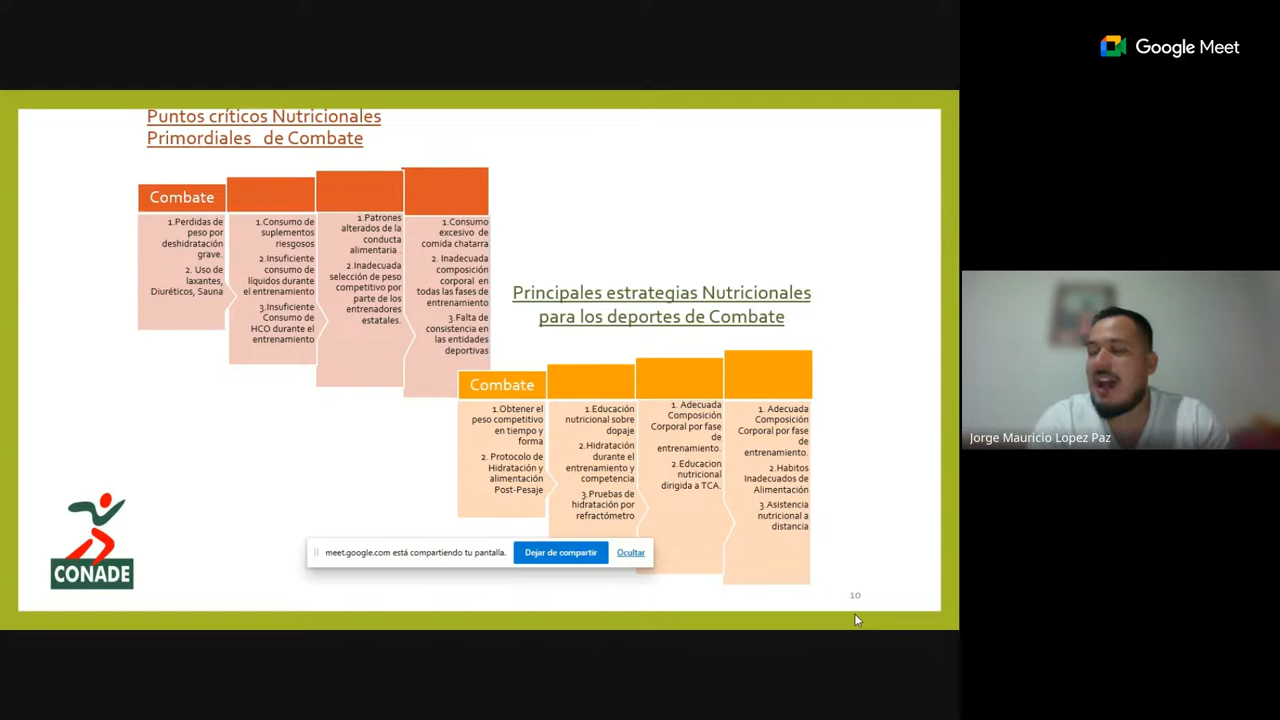 Google Meet
Puntos críticos Nutricionales
Primordiales de Combate
Combate
1.Perdidas de
peso por
deshidratación
grave.
2. Uso de
laxantes,
Diuréticos, Sauna
1.Consumo de
suplementos
riesgosos
2.Insuficiente
consumo de
líquidos durante
el entrenamiento
3.Insuficiente
Consumo de
HCO durante el
entrenamiento
1.Patrones
alterados de la
conducta
alimentaria .
2.Inadecuada
selección de peso
competitivo por
parte de los
entrenadores
estatales.
1.Consumo
excesivo de
comida chatarra
2. Inadecuada
composición
corporal en
todas las fases de
entrenamiento
3.Falta de
consistencia en
las entidades
deportivas
Principales estrategias Nutricionales
para los deportes de Combate
Combate
1.Obtener el
peso competitivo
en tiempo y
forma
2. Protocolo de
Hidratación y
alimentación
Post-Pesaje
1.Educación
nutricional sobre
dopaje
2.Hidratación
durante el
entrenamiento y
competencia
3.Pruebas de
hidratación por
refractómetro
1. Adecuada
Composición
Corporal por fase
de
entrenamiento.
2.Educacion
nutricional
dirigida a TCA.
1. Adecuada
Composición
Corporal por fase
de
entrenamiento.
2.Habitos
Inadecuados de
Alimentación
3.Asistencia
nutricional a
distancia
CONADE
meet.google.com está compartiendo tu pantalla.
Dejar de compartir
Ocultar
10
Jorge Mauricio Lopez Paz